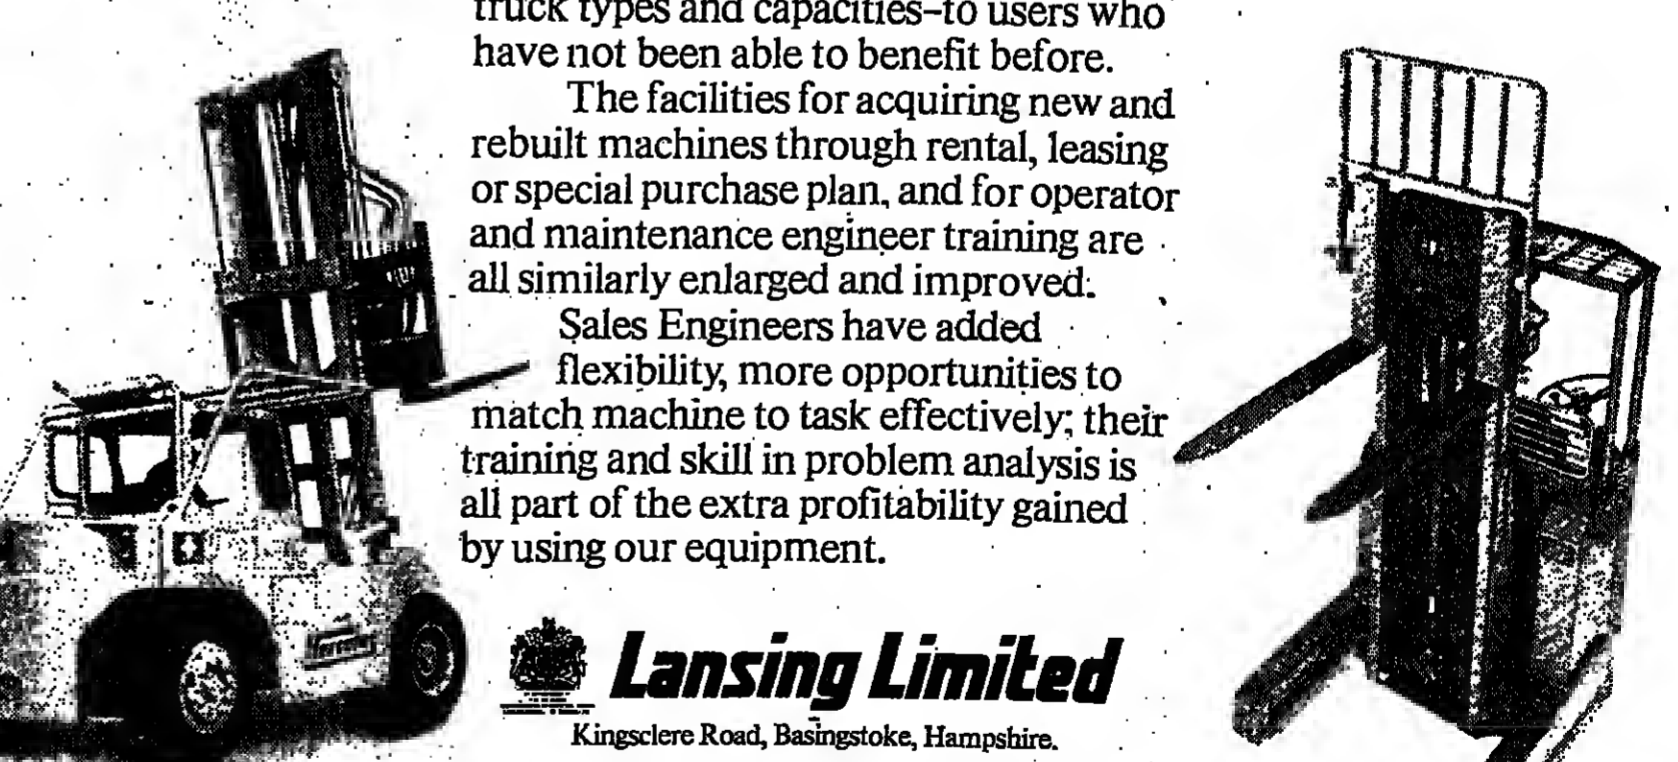 truck types and capacities–to users who
have not been able to benefit before.
The facilities for acquiring new and
rebuilt machines through rental, leasing
or special purchase plan, and for operator
and maintenance engineer training are
all similarly enlarged and improved.
Sales Engineers have added
flexibility, more opportunities to
match machine to task effectively; their
training and skill in problem analysis is
all part of the extra profitability gained
by using our equipment.
Lansing Limited
Kingsclere Road, Basingstoke, Hampshire.